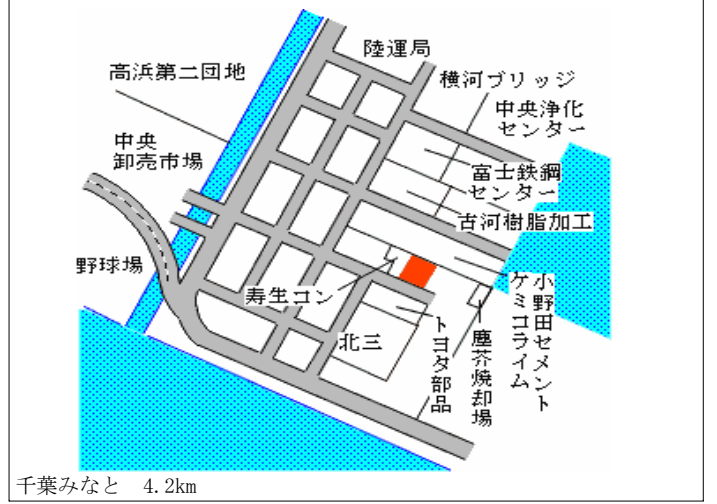 陸運局
高浜第二団地
横河ブリッジ
中央浄化
センター
中央
卸売市場
富士鉄鋼
センター
古河樹脂加工
野球場
寿生コン
小野田セメント
ケミコライム
北三
トヨタ部品
塵芥焼却場
千葉みなと　4.2km